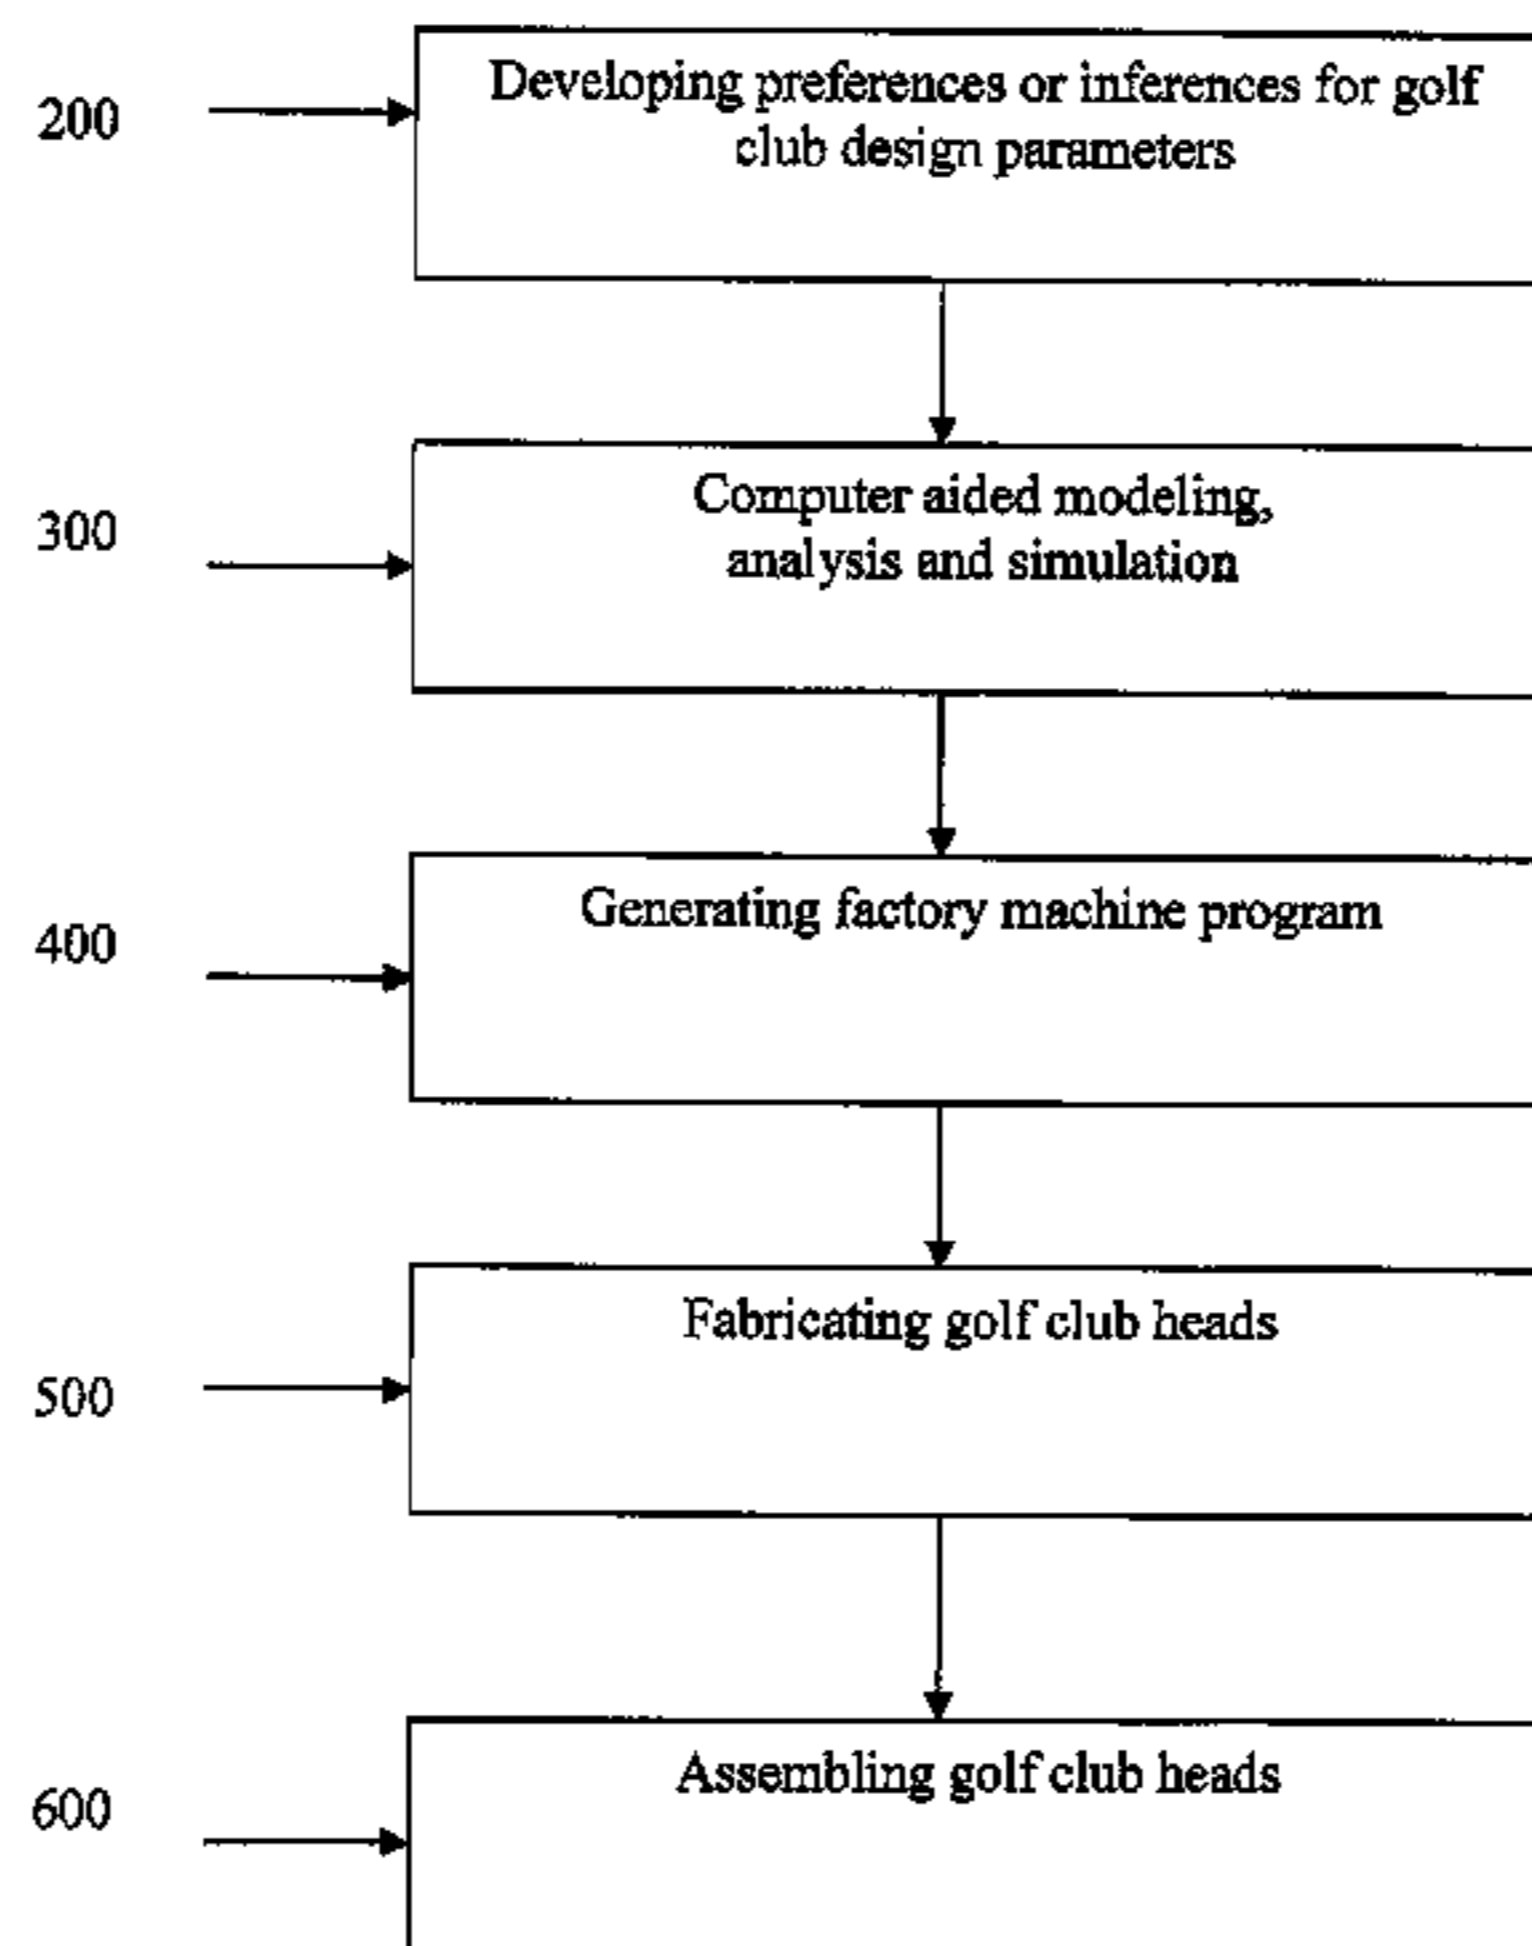 200
Developing preferences or inferences for golf
club design parameters
300
Computer aided modeling,
analysis and simulation
400
Generating factory machine program
500
Fabricating golf club heads
600
Assembling golf club heads